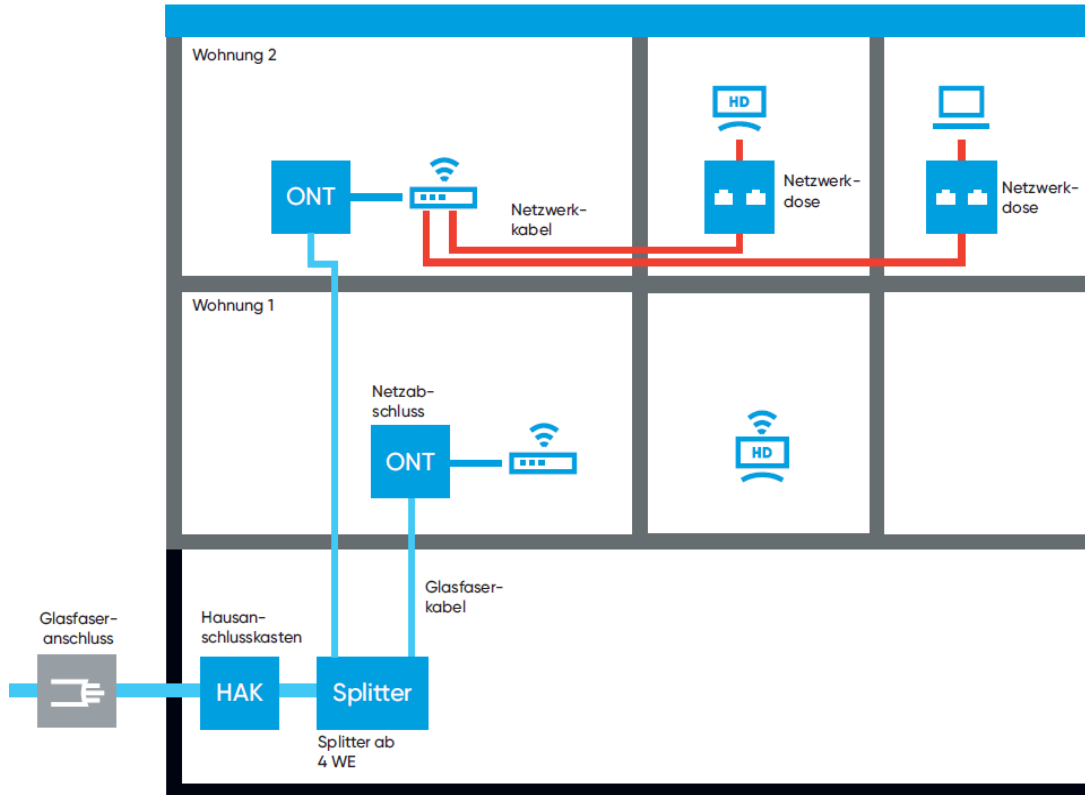 Wohnung 2
HD
ONT
Netzwerk-
dose
Netzwerk-
dose
Netzwerk-
kabel
Wohnung 1
Netzab-
schluss
ONT
HD
Glasfaser-
kabel
Glasfaser-
anschluss
Hausan-
schlusskasten
HAK
Splitter
Splitter ab
4 WE